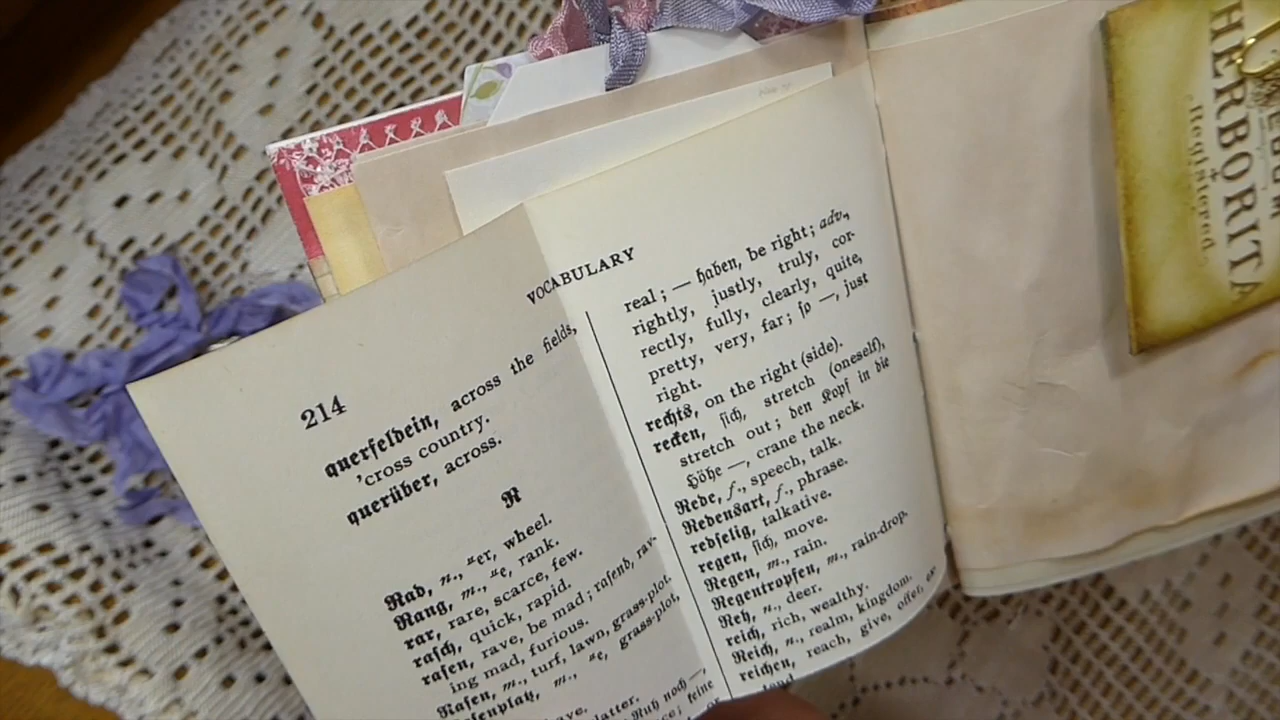 214
VOCABULARY
querfeldein, across the fields,
'cross country.
querüber, across.
R
Rad, n., ⸚er, wheel.
Rang, m., ⸚e, rank.
rar, rare, scarce, few.
rasch, quick, rapid.
rasen, rave, be mad; rasend, rav-
ing mad, furious.
Rasen, m., turf, lawn, grass-plot.
Rasenplatz, m., ⸚e, grass-plot,
real; — haben, be right; adv.,
rightly, justly, truly, cor-
rectly, fully, clearly, quite,
pretty, very, far; so —, just
right.
rechts, on the right (side).
recken, sich, stretch (oneself),
stretch out; den Kopf in die
Höhe —, crane the neck.
Rede, f., speech, talk.
Redensart, f., phrase.
redselig, talkative.
regen, sich, move.
Regen, m., rain.
Regentropfen, m., rain-drop.
Reh, n., deer.
reich, rich, wealthy.
Reich, n., realm, kingdom.
reichen, reach, give, offer, ex
HERBORITA
Registered.